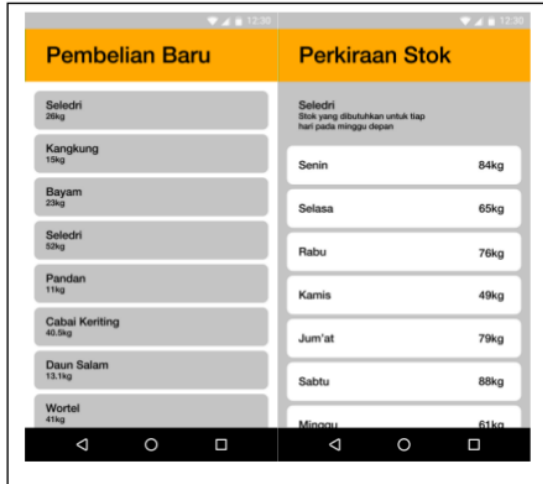 12:30
Pembelian Baru
Seledri
26kg
Kangkung
15kg
Bayam
23kg
Seledri
52kg
Pandan
11kg
Cabai Keriting
40.5kg
Daun Salam
13.1kg
Wortel
41kg
12:30
Perkiraan Stok
Seledri
Stok yang dibutuhkan untuk tiap
hari pada minggu depan
Senin 84kg
Selasa 65kg
Rabu 76kg
Kamis 49kg
Jum'at 79kg
Sabtu 88kg
Minggu 61kg